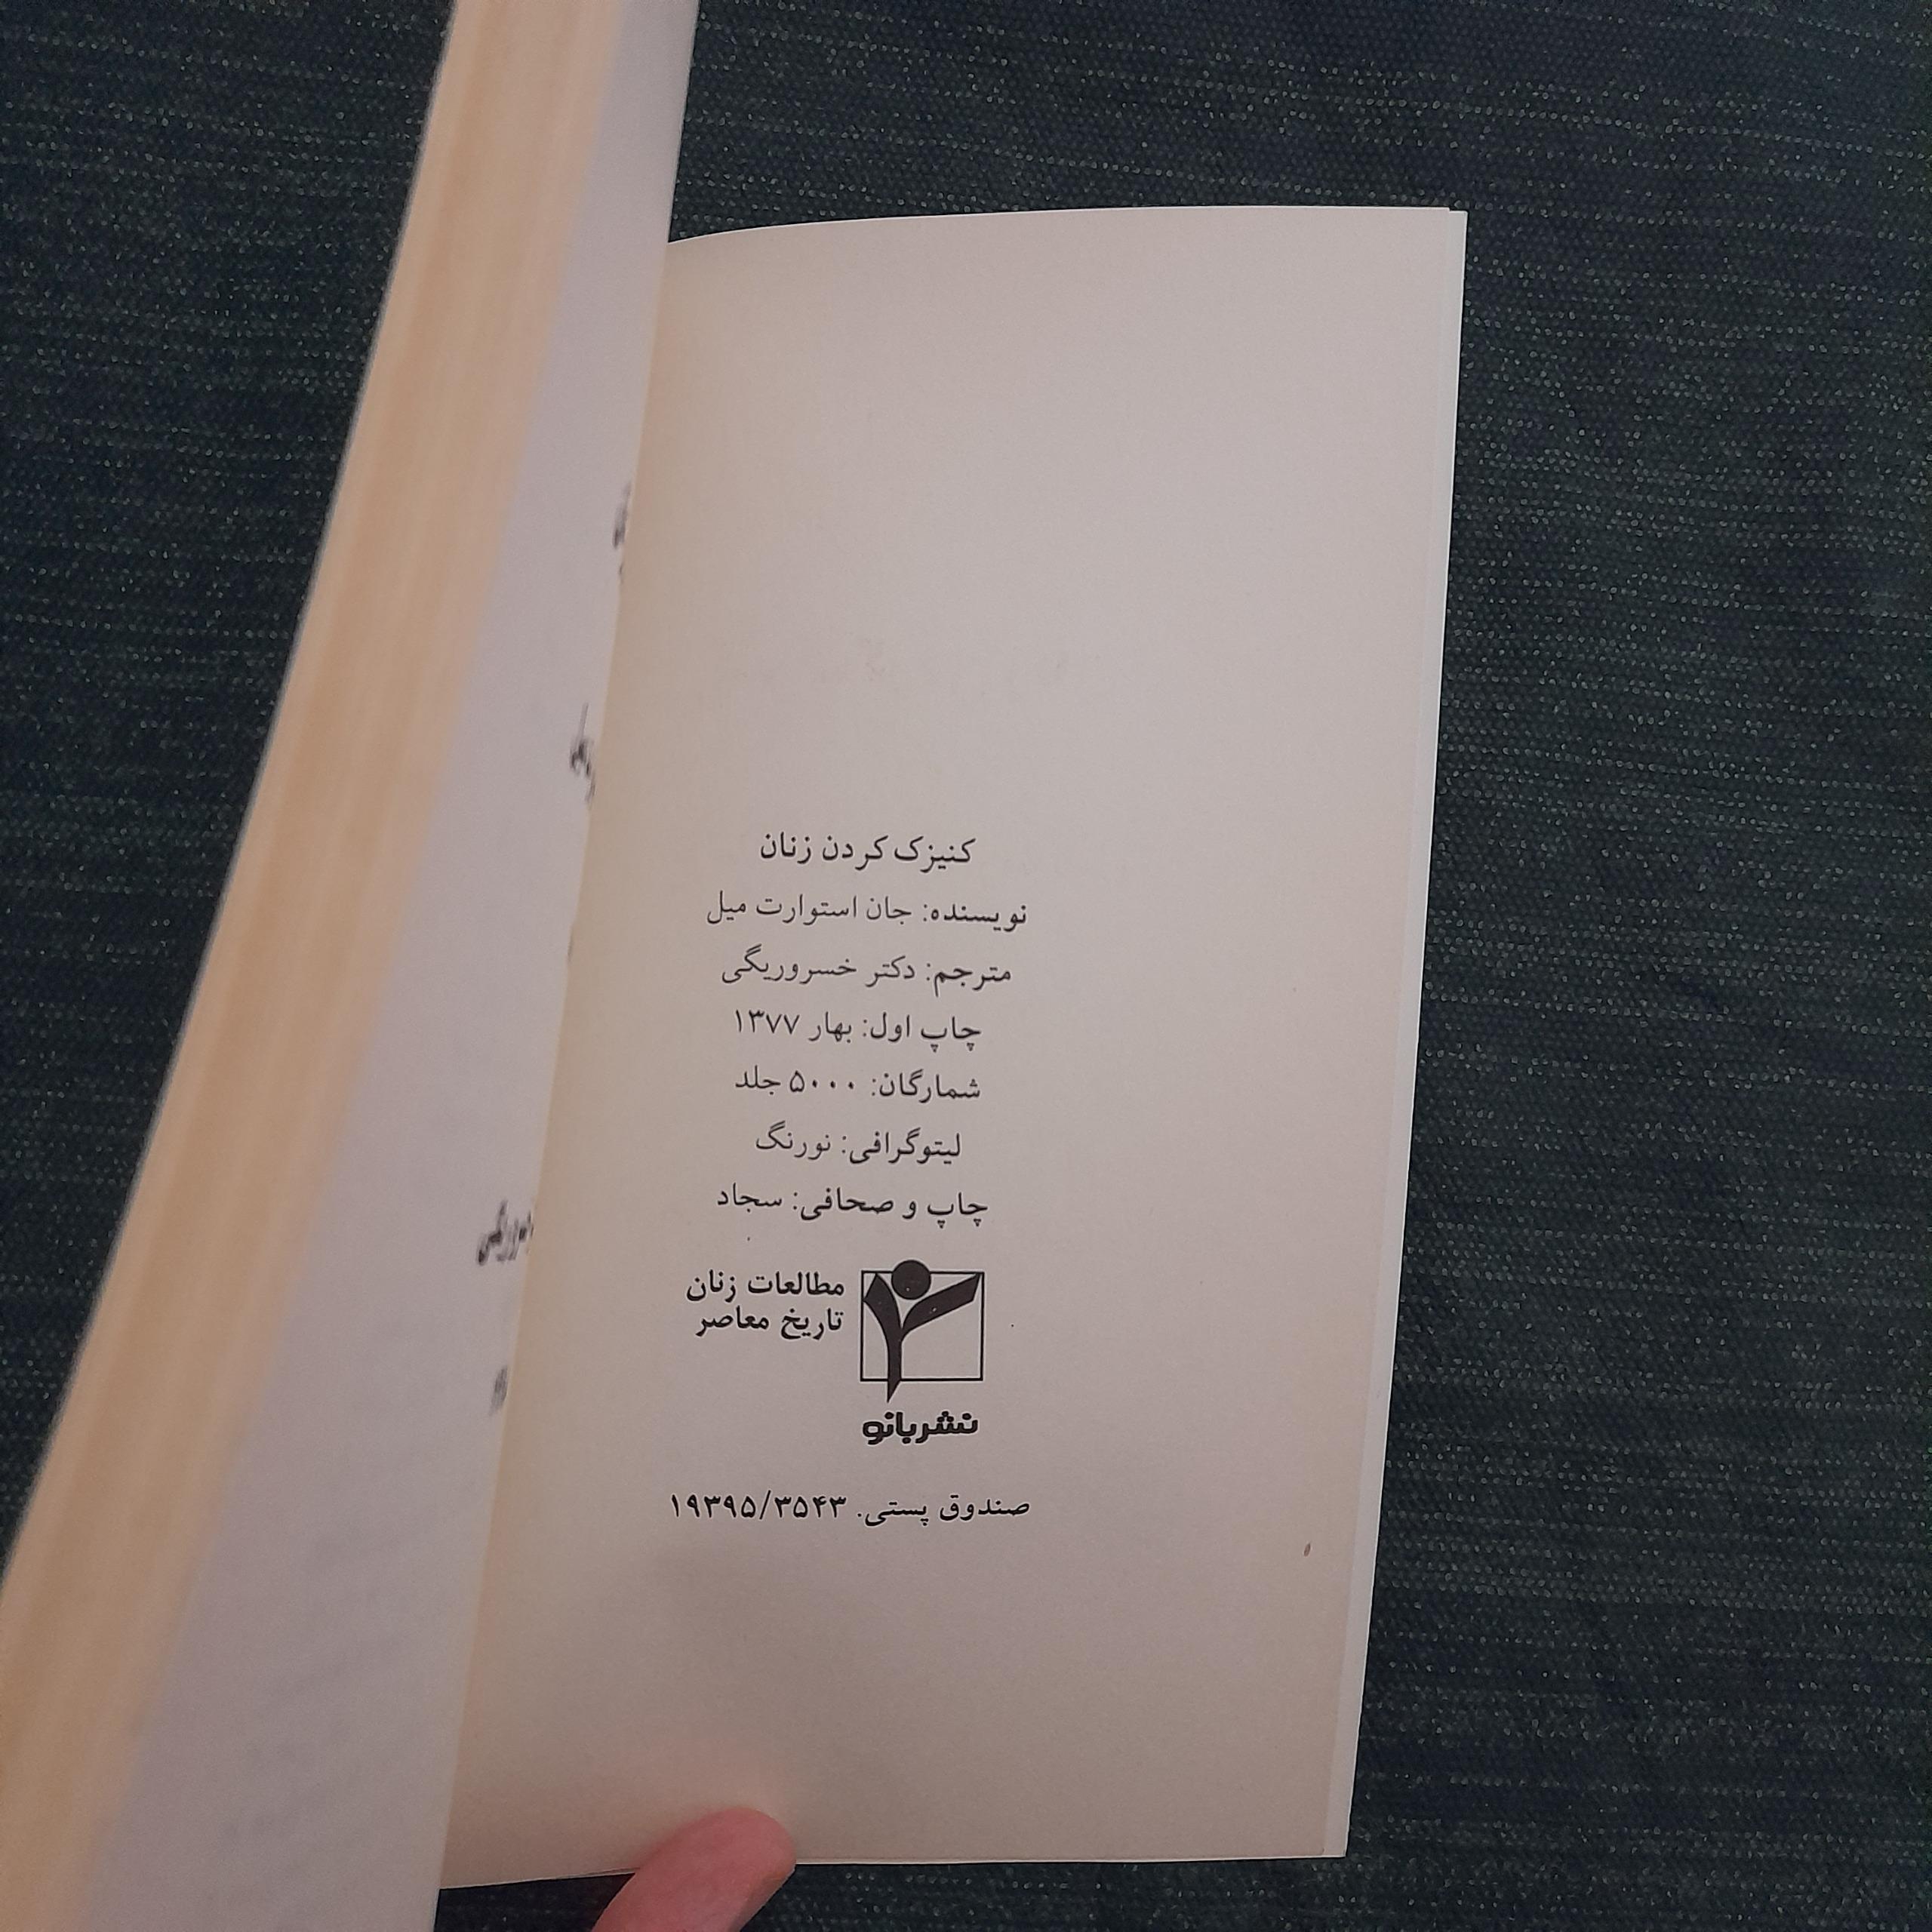 کنیزک کردن زنان
نویسنده: جان استوارت میل
مترجم: دکتر خسروریگی
چاپ اول: بهار ۱۳۷۷
شمارگان: ۵۰۰۰ جلد
لیتوگرافی: نورنگ
چاپ و صحافی: سجاد
مطالعات زنان
تاریخ معاصر
نشربانو
صندوق پستی. ۱۹۳۹۵/۳۵۴۳